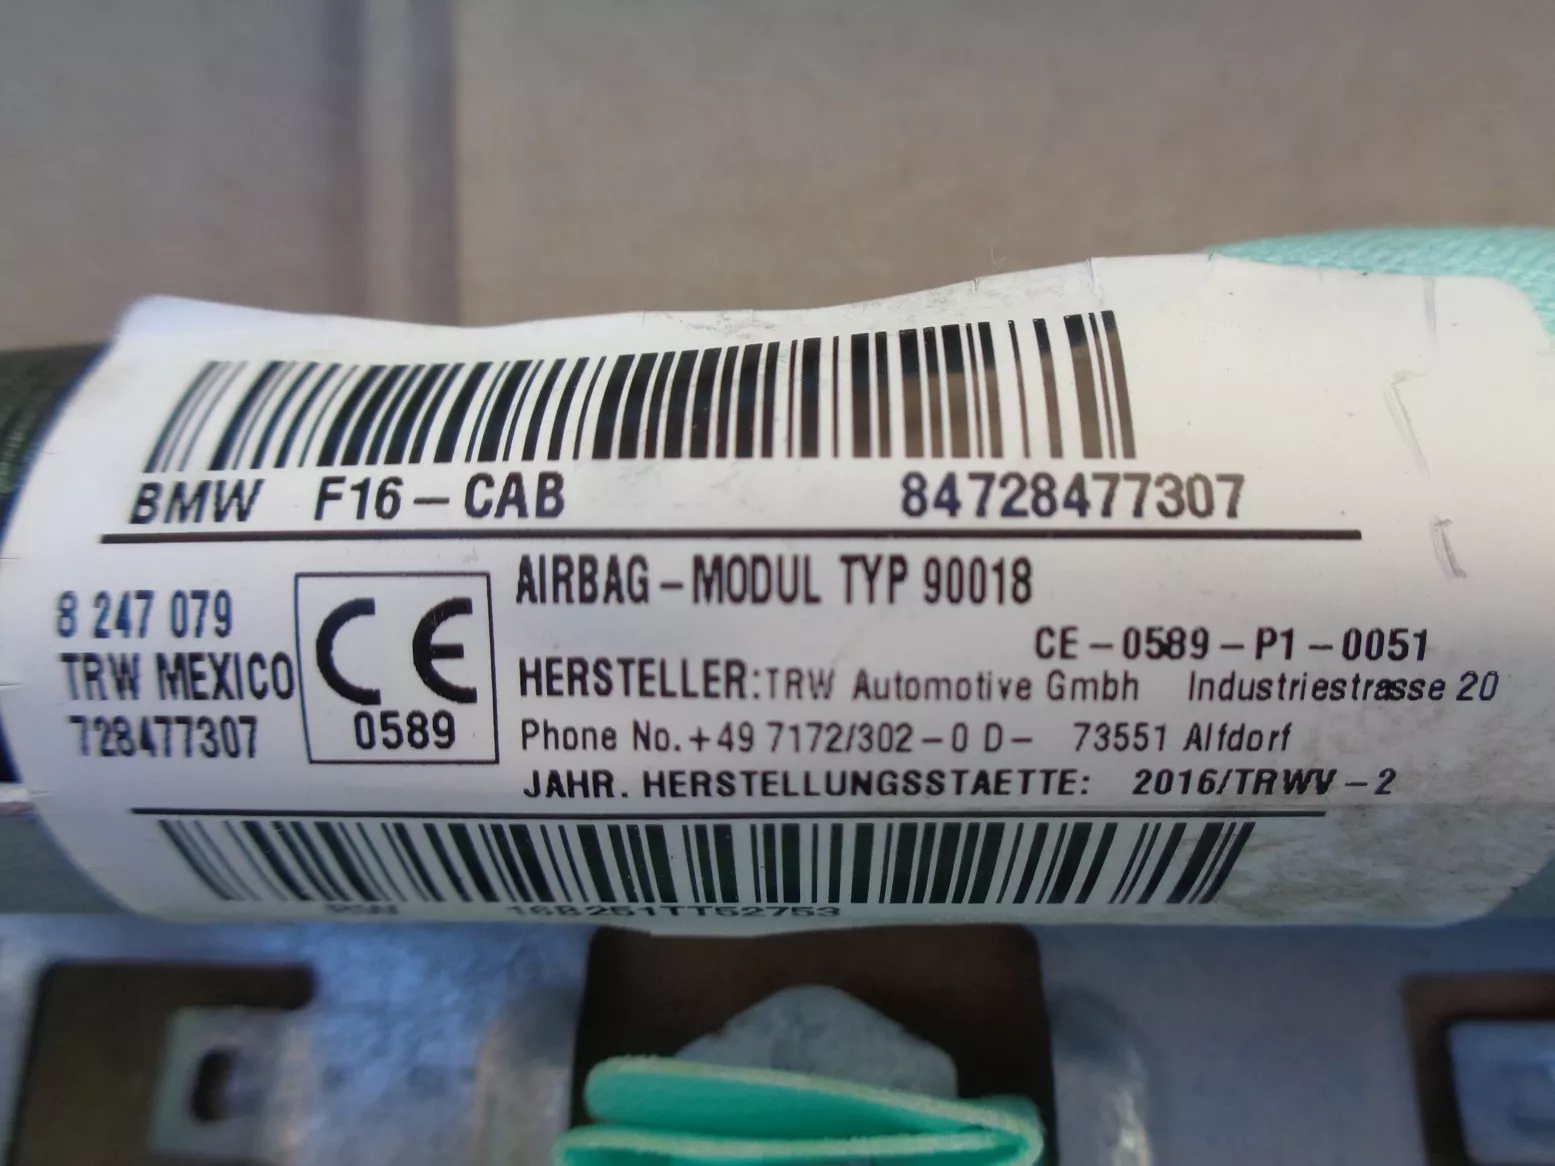 BMW F16-CAB 84728477307
AIRBAG-MODUL TYP 90018
8 247 079
TRW MEXICO
728477307
CE
0589
CE-0589-P1-0051
HERSTELLER:TRW Automotive Gmbh Industriestrasse 20
Phone No.+49 7172/302-0 D- 73551 Alfdorf
JAHR. HERSTELLUNGSSTAETTE: 2016/TRWV-2
16B251TT52753